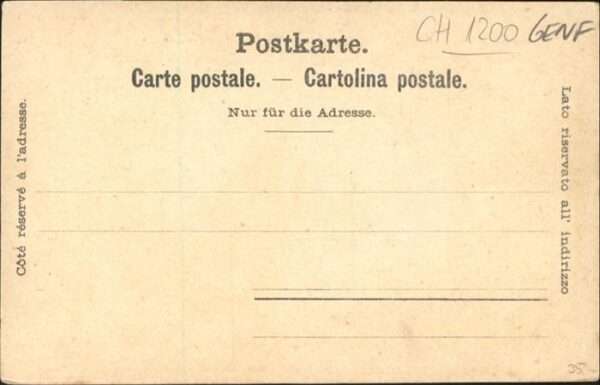 CH 1200 GENF
Postkarte.
Carte postale. — Cartolina postale.
Nur für die Adresse.
Côté réservé à l'adresse.
Lato riservato all' indirizzo
35